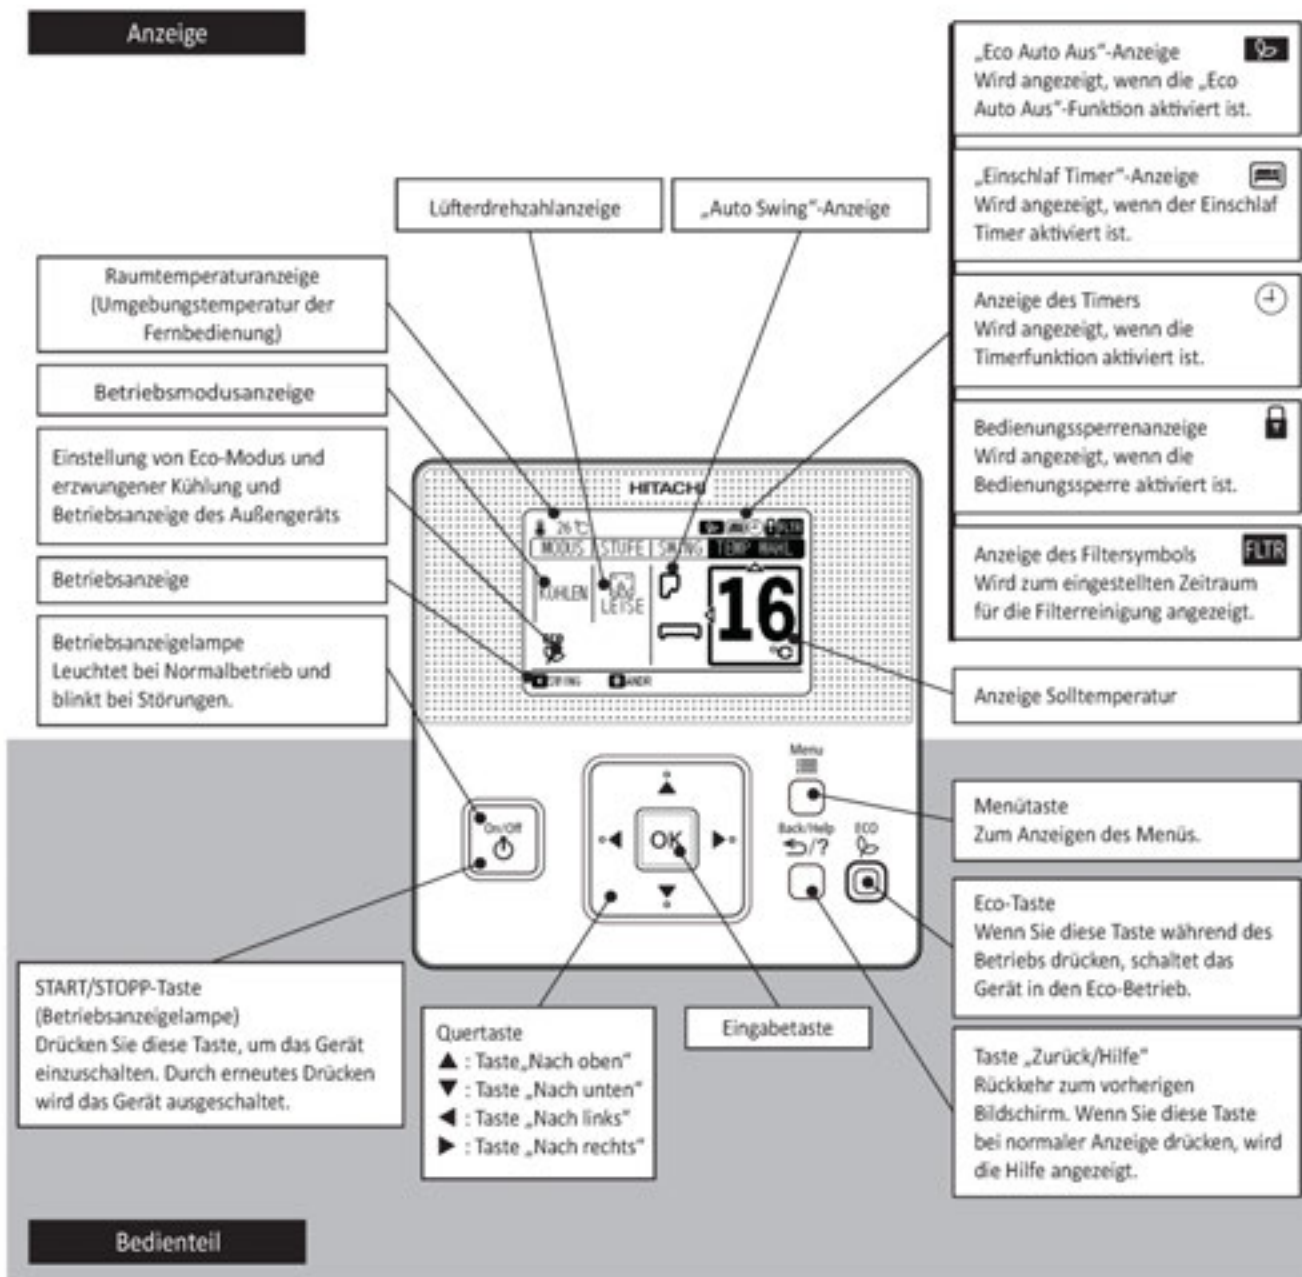 Anzeige
„Eco Auto Aus“-Anzeige
Wird angezeigt, wenn die „Eco
Auto Aus“-Funktion aktiviert ist.
„Einschlaf Timer“-Anzeige
Wird angezeigt, wenn der Einschlaf
Timer aktiviert ist.
Lüfterdrehzahlanzeige
„Auto Swing“-Anzeige
Raumtemperaturanzeige
(Umgebungstemperatur der
Fernbedienung)
Anzeige des Timers
Wird angezeigt, wenn die
Timerfunktion aktiviert ist.
Betriebsmodusanzeige
Bedienungssperrenanzeige
Wird angezeigt, wenn die
Bedienungssperre aktiviert ist.
Einstellung von Eco-Modus und
erzwungener Kühlung und
Betriebsanzeige des Außengeräts
Anzeige des Filtersymbols FLTR
Wird zum eingestellten Zeitraum
für die Filterreinigung angezeigt.
Betriebsanzeige
Betriebsanzeigelampe
Leuchtet bei Normalbetrieb und
blinkt bei Störungen.
Anzeige Solltemperatur
HITACHI
26 °C FLTR
MODUS STUFE SWING TEMP WAHL
KÜHLEN LEISE 16 °C
ECO
Menu
On/Off
OK
Back/Help ECO
/?
Menütaste
Zum Anzeigen des Menüs.
Eco-Taste
Wenn Sie diese Taste während des
Betriebs drücken, schaltet das
Gerät in den Eco-Betrieb.
START/STOPP-Taste
(Betriebsanzeigelampe)
Drücken Sie diese Taste, um das Gerät
einzuschalten. Durch erneutes Drücken
wird das Gerät ausgeschaltet.
Quertaste
▲ : Taste„Nach oben“
▼ : Taste „Nach unten“
◀ : Taste „Nach links“
▶ : Taste „Nach rechts“
Eingabetaste
Taste „Zurück/Hilfe“
Rückkehr zum vorherigen
Bildschirm. Wenn Sie diese Taste
bei normaler Anzeige drücken, wird
die Hilfe angezeigt.
Bedienteil